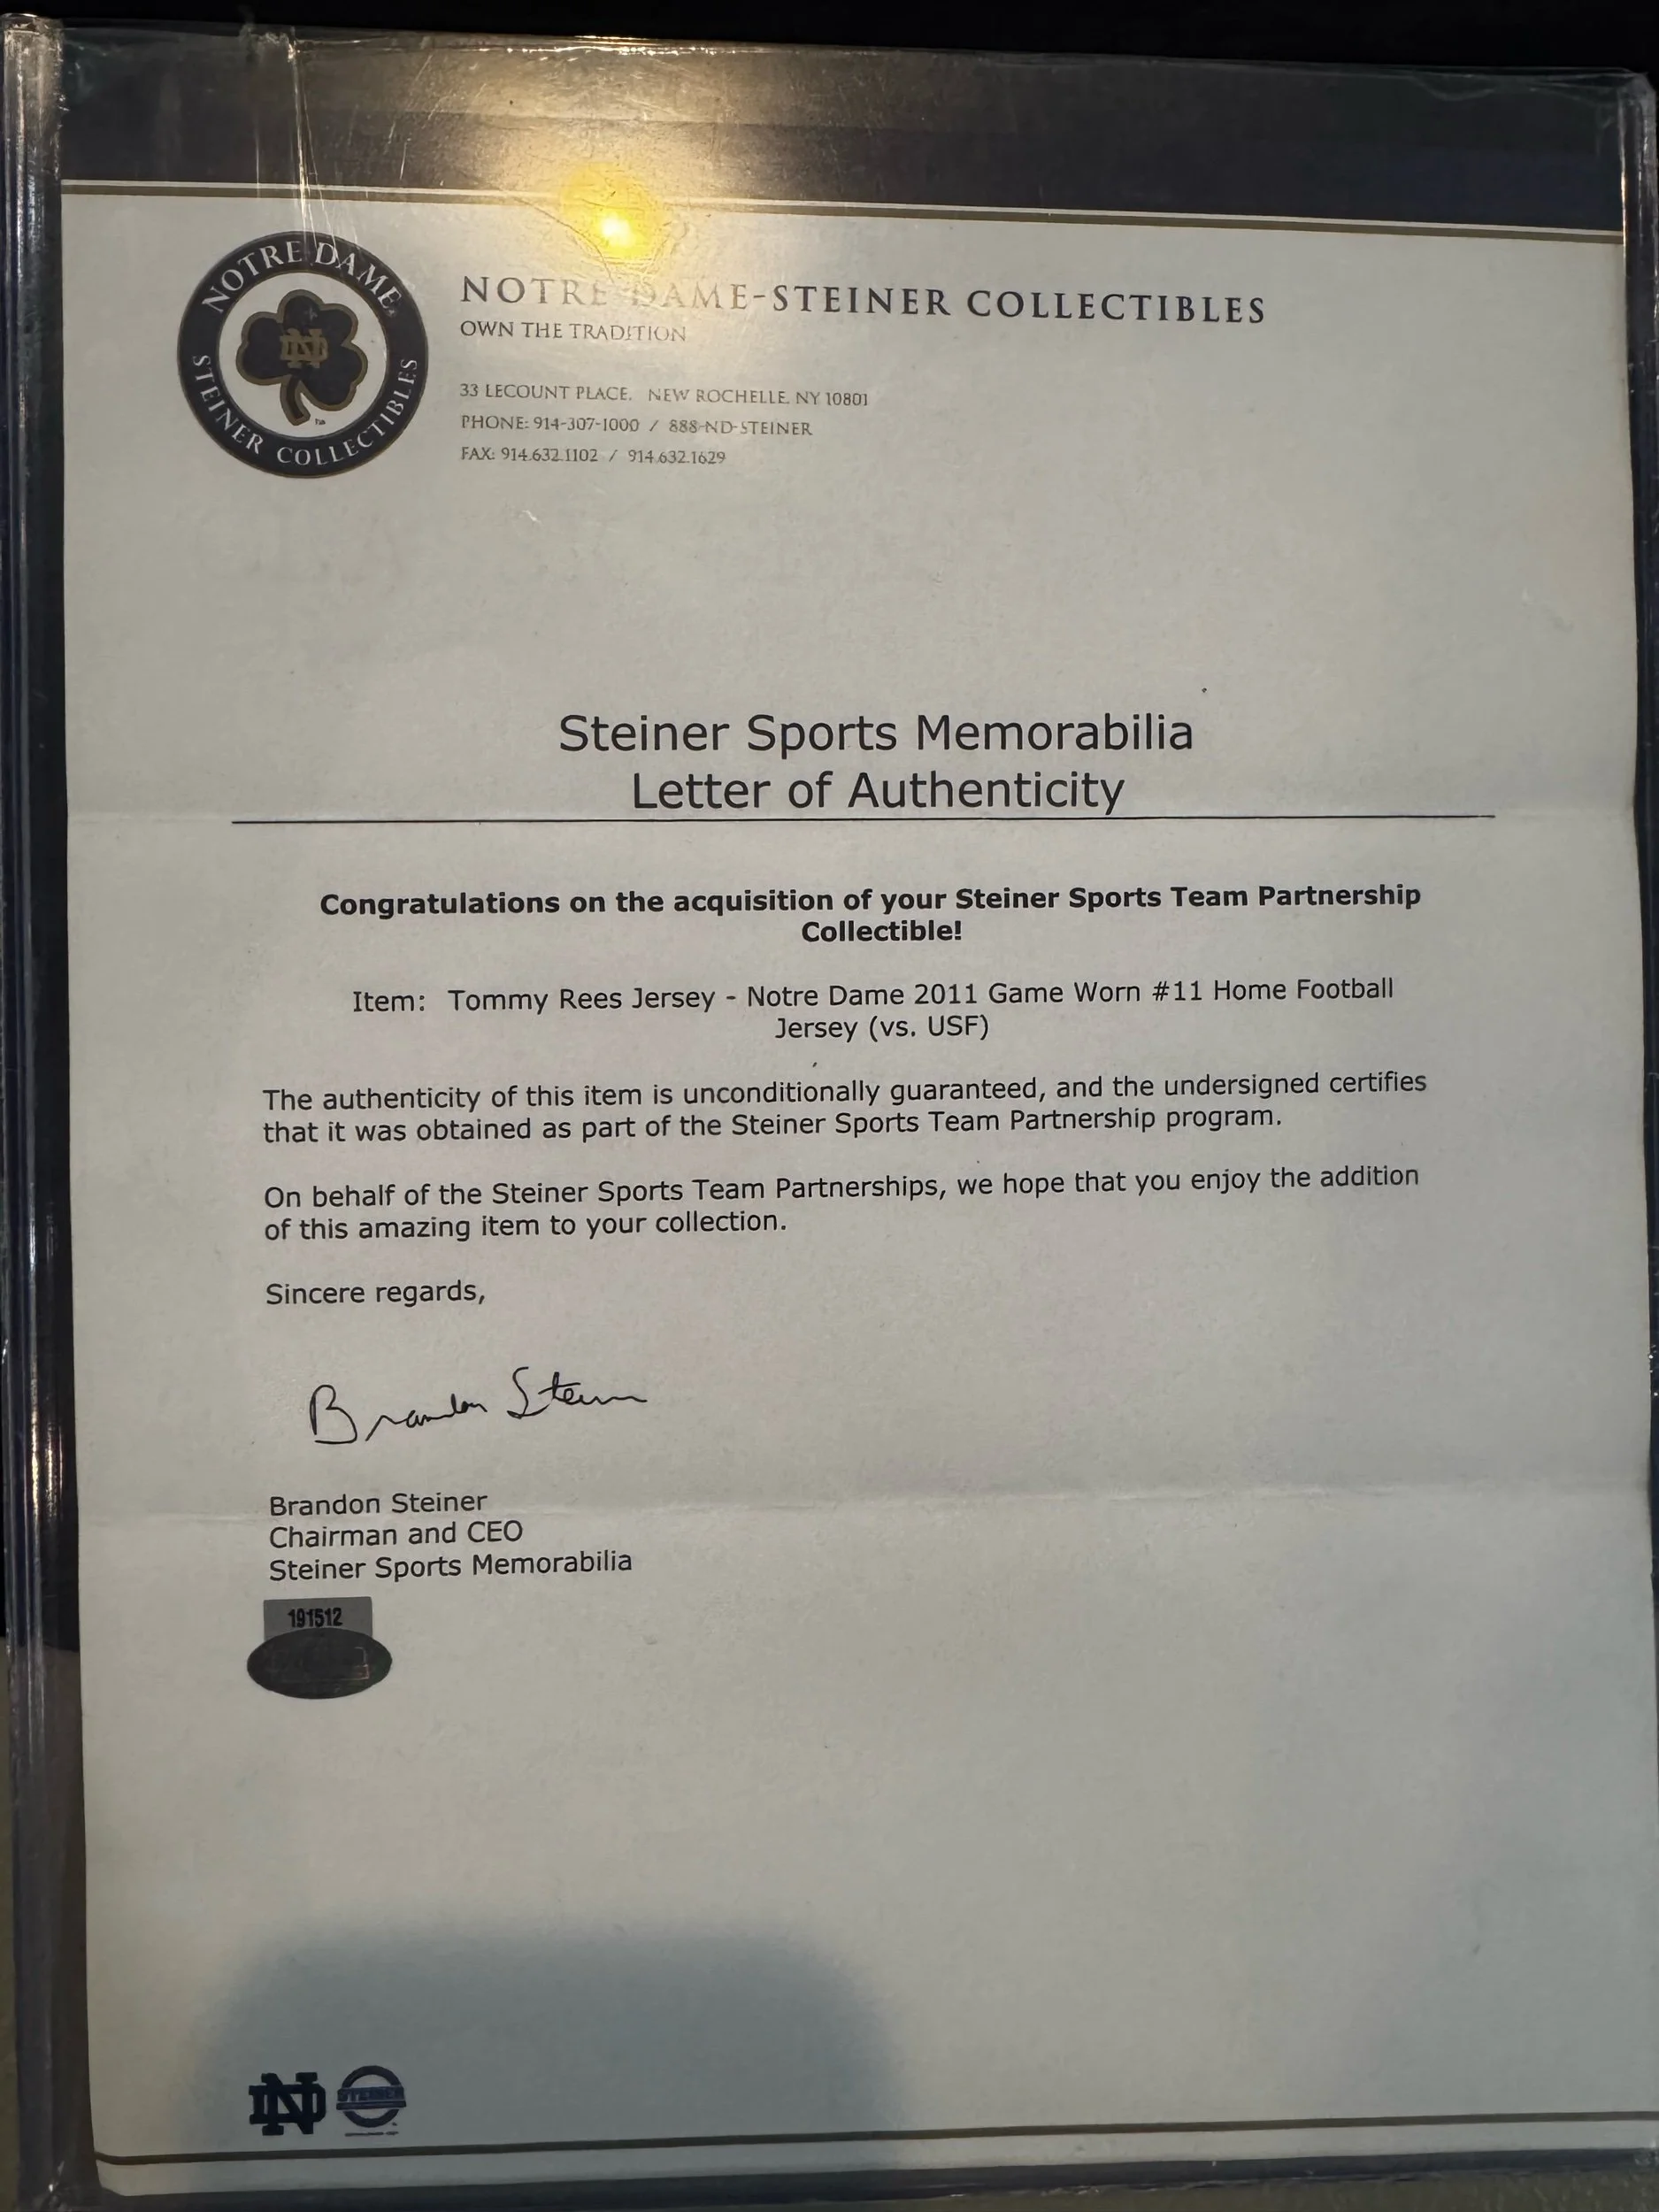 NOTRE DAME
ND
STEINER COLLECTIBLES
NOTRE DAME-STEINER COLLECTIBLES
OWN THE TRADITION
33 LECOUNT PLACE. NEW ROCHELLE, NY 10801
PHONE: 914-307-1000 / 888-ND-STEINER
FAX: 914.632.1102 / 914.632.1629
Steiner Sports Memorabilia
Letter of Authenticity
Congratulations on the acquisition of your Steiner Sports Team Partnership
Collectible!
Item: Tommy Rees Jersey - Notre Dame 2011 Game Worn #11 Home Football
Jersey (vs. USF)
The authenticity of this item is unconditionally guaranteed, and the undersigned certifies
that it was obtained as part of the Steiner Sports Team Partnership program.
On behalf of the Steiner Sports Team Partnerships, we hope that you enjoy the addition
of this amazing item to your collection.
Sincere regards,
Brandon Steiner
Brandon Steiner
Chairman and CEO
Steiner Sports Memorabilia
191512
ND STEINER